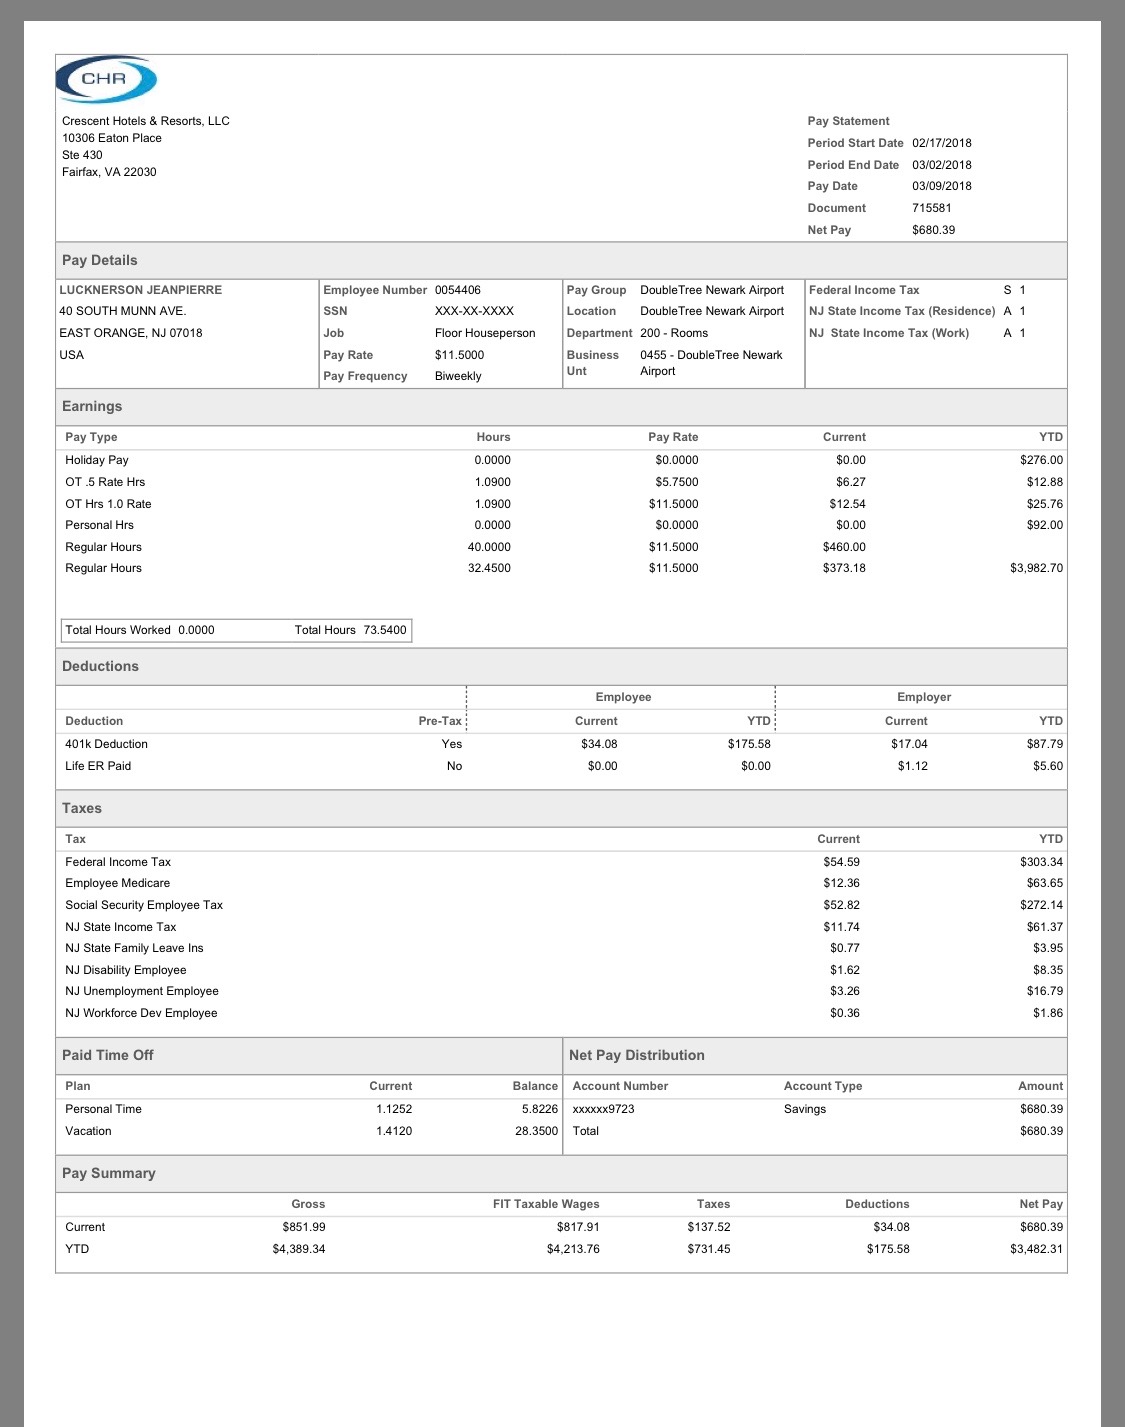 CHR
Crescent Hotels & Resorts, LLC
10306 Eaton Place
Ste 430
Fairfax, VA 22030
Pay Statement
Period Start Date 02/17/2018
Period End Date 03/02/2018
Pay Date 03/09/2018
Document 715581
Net Pay $680.39
Pay Details
LUCKNERSON JEANPIERRE
40 SOUTH MUNN AVE.
EAST ORANGE, NJ 07018
USA
Employee Number 0054406
SSN XXX-XX-XXXX
Job Floor Houseperson
Pay Rate $11.5000
Pay Frequency Biweekly
Pay Group DoubleTree Newark Airport
Location DoubleTree Newark Airport
Department 200 - Rooms
Business 0455 - DoubleTree Newark
Unt Airport
Federal Income Tax S 1
NJ State Income Tax (Residence) A 1
NJ State Income Tax (Work) A 1
Earnings
Pay Type Hours Pay Rate Current YTD
Holiday Pay 0.0000 $0.0000 $0.00 $276.00
OT .5 Rate Hrs 1.0900 $5.7500 $6.27 $12.88
OT Hrs 1.0 Rate 1.0900 $11.5000 $12.54 $25.76
Personal Hrs 0.0000 $0.0000 $0.00 $92.00
Regular Hours 40.0000 $11.5000 $460.00
Regular Hours 32.4500 $11.5000 $373.18 $3,982.70
Total Hours Worked 0.0000 Total Hours 73.5400
Deductions
Employee Employer
Deduction Pre-Tax Current YTD Current YTD
401k Deduction Yes $34.08 $175.58 $17.04 $87.79
Life ER Paid No $0.00 $0.00 $1.12 $5.60
Taxes
Tax Current YTD
Federal Income Tax $54.59 $303.34
Employee Medicare $12.36 $63.65
Social Security Employee Tax $52.82 $272.14
NJ State Income Tax $11.74 $61.37
NJ State Family Leave Ins $0.77 $3.95
NJ Disability Employee $1.62 $8.35
NJ Unemployment Employee $3.26 $16.79
NJ Workforce Dev Employee $0.36 $1.86
Paid Time Off
Plan Current Balance
Personal Time 1.1252 5.8226
Vacation 1.4120 28.3500
Net Pay Distribution
Account Number Account Type Amount
xxxxxx9723 Savings $680.39
Total $680.39
Pay Summary
Gross FIT Taxable Wages Taxes Deductions Net Pay
Current $851.99 $817.91 $137.52 $34.08 $680.39
YTD $4,389.34 $4,213.76 $731.45 $175.58 $3,482.31